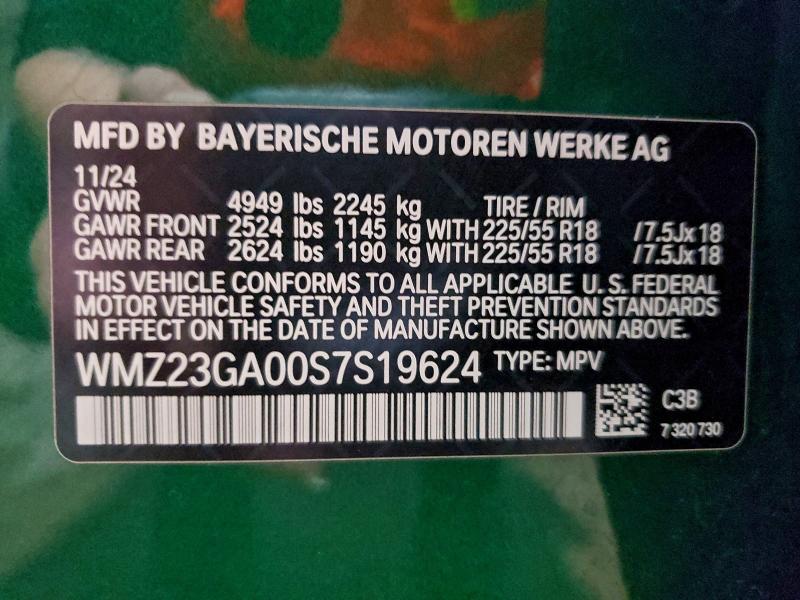 MFD BY BAYERISCHE MOTOREN WERKE AG
11/24
GVWR 4949 lbs 2245 kg TIRE / RIM
GAWR FRONT 2524 lbs 1145 kg WITH 225/55 R18 /7.5Jx18
GAWR REAR 2624 lbs 1190 kg WITH 225/55 R18 /7.5Jx18
THIS VEHICLE CONFORMS TO ALL APPLICABLE U.S. FEDERAL
MOTOR VEHICLE SAFETY AND THEFT PREVENTION STANDARDS
IN EFFECT ON THE DATE OF MANUFACTURE SHOWN ABOVE.
WMZ23GA00S7S19624 TYPE: MPV
C3B
7 320 730